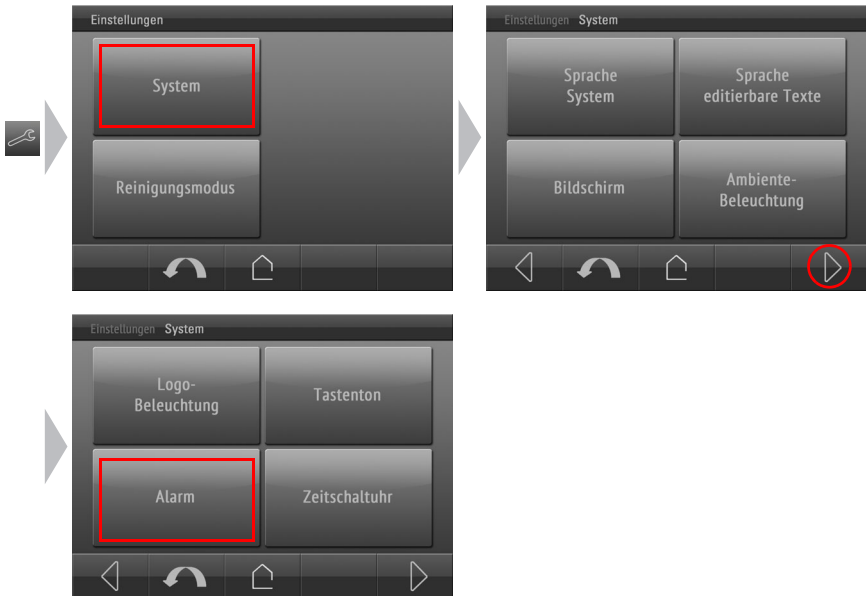 Einstellungen
System
Reinigungsmodus
Einstellungen System
Sprache
System
Sprache
editierbare Texte
Bildschirm
Ambiente-
Beleuchtung
Einstellungen System
Logo-
Beleuchtung
Tastenton
Alarm
Zeitschaltuhr